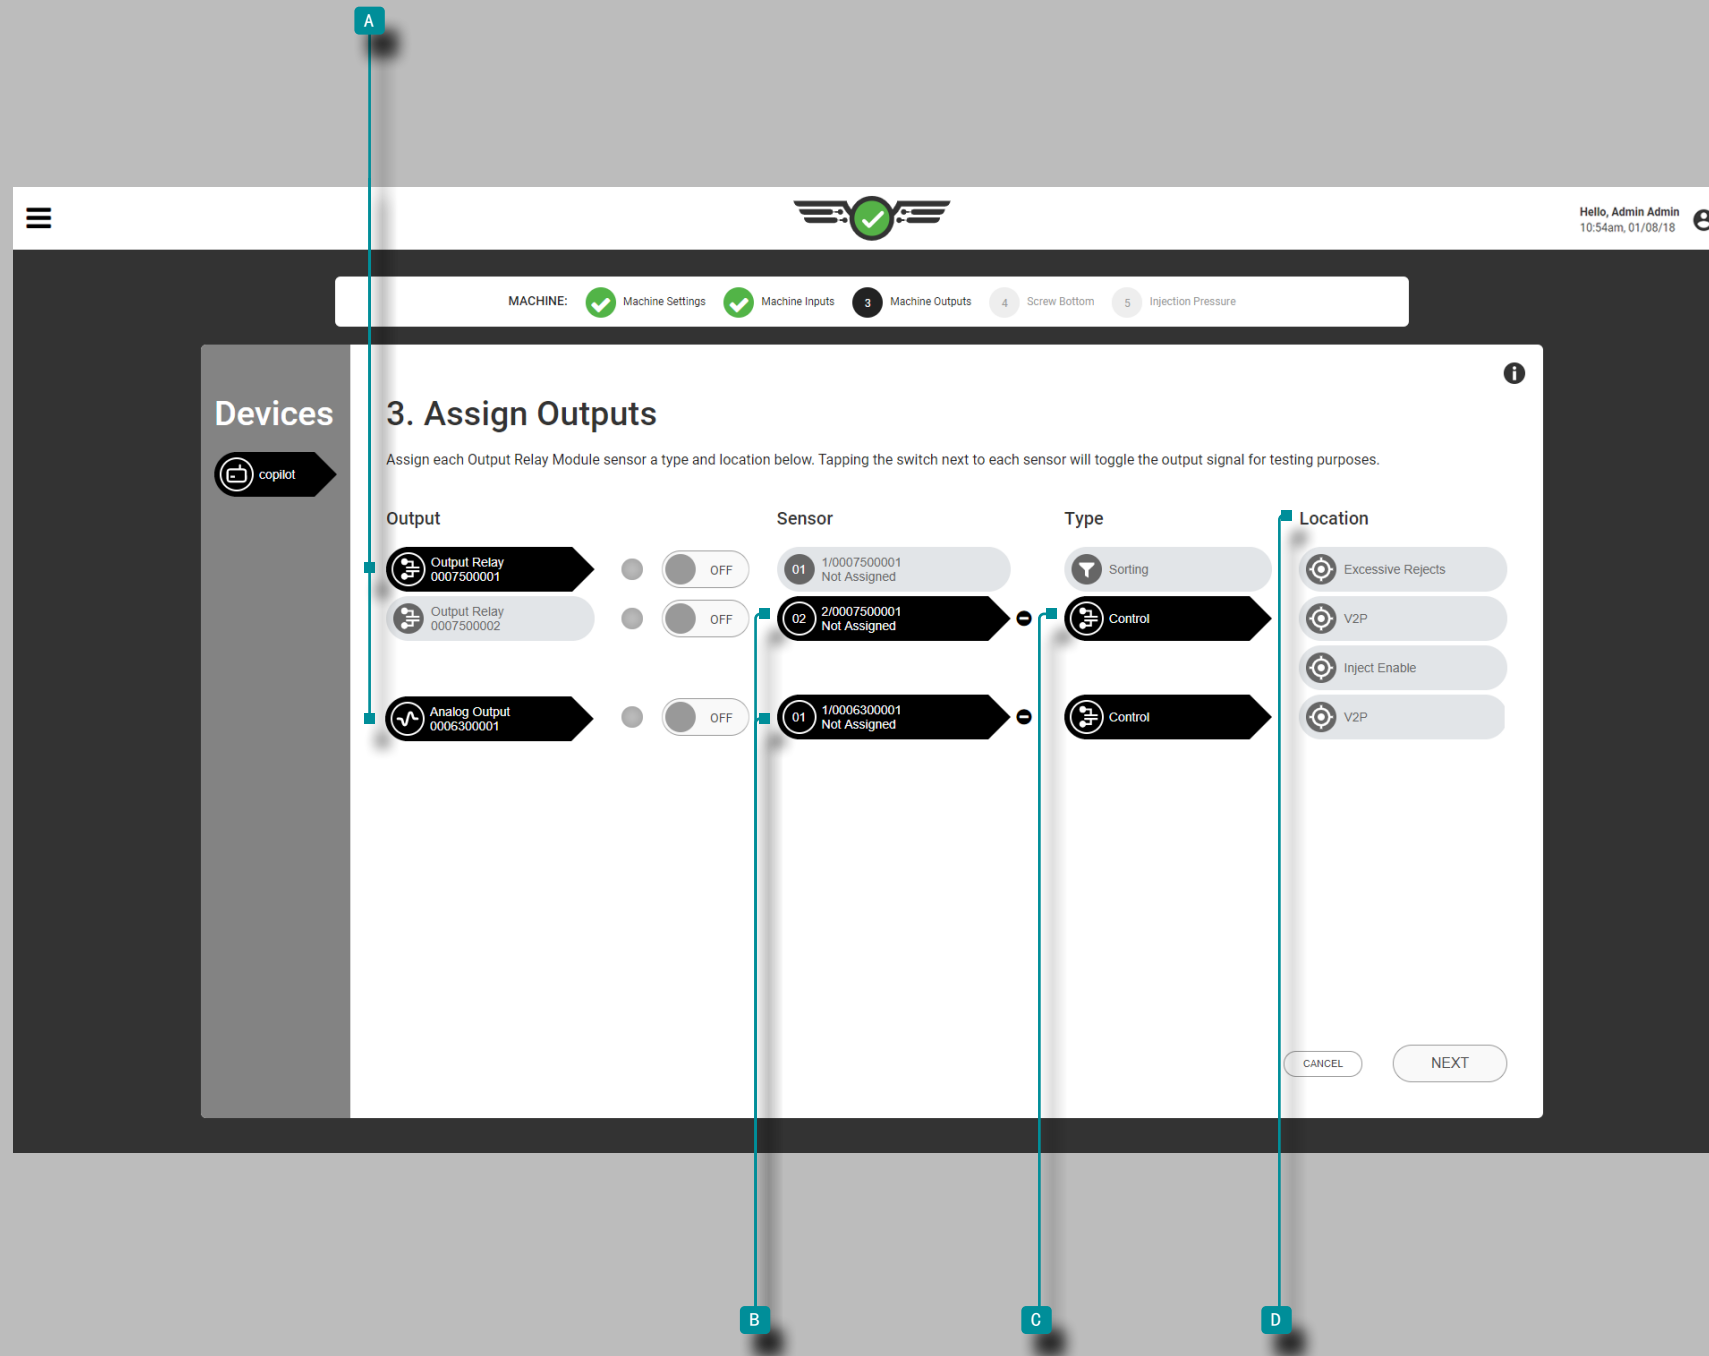 A
Hello, Admin Admin
10:54am, 01/08/18
MACHINE: Machine Settings Machine Inputs 3 Machine Outputs 4 Screw Bottom 5 Injection Pressure
Devices
copilot
3. Assign Outputs
Assign each Output Relay Module sensor a type and location below. Tapping the switch next to each sensor will toggle the output signal for testing purposes.
Output Sensor Type Location
Output Relay
0007500001
OFF
01
1/0007500001
Not Assigned
Sorting
Excessive Rejects
Output Relay
0007500002
OFF
02
2/0007500001
Not Assigned
Control
V2P
Inject Enable
Analog Output
0006300001
OFF
01
1/0006300001
Not Assigned
Control
V2P
CANCEL NEXT
B C D